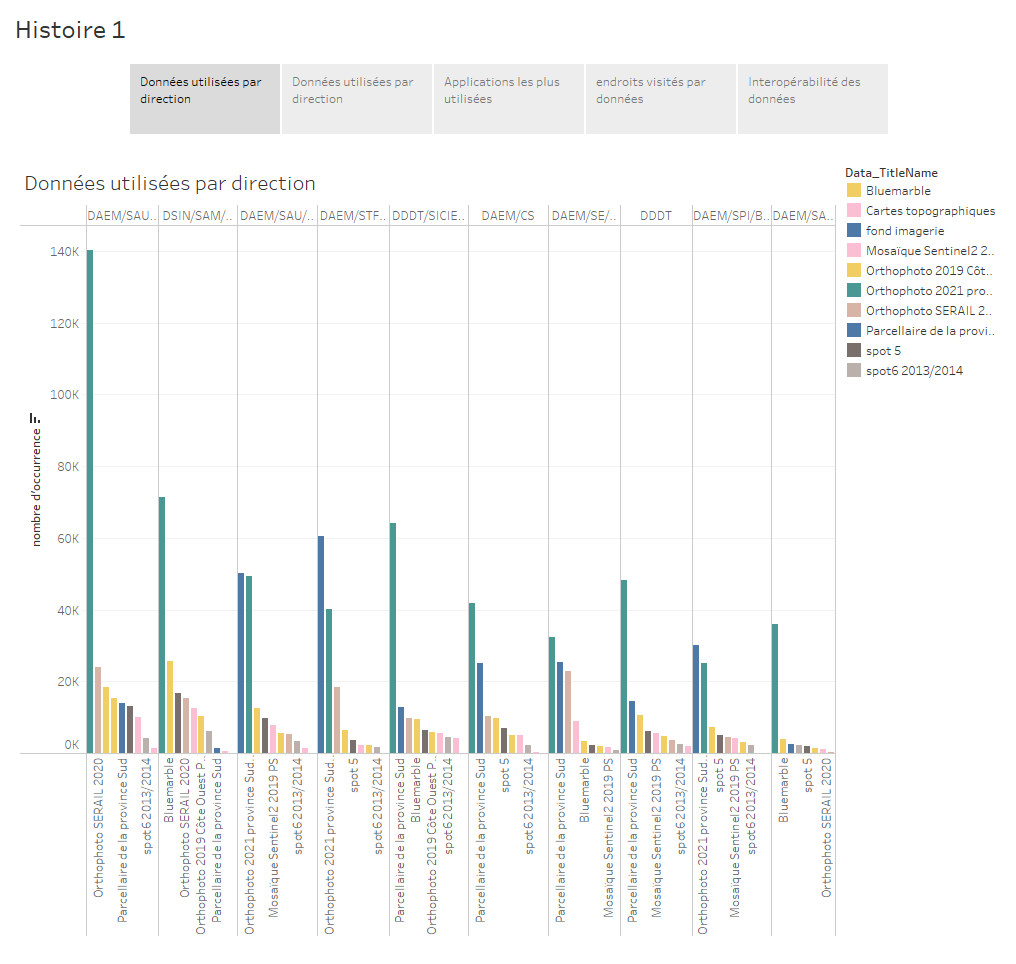 Histoire 1
Données utilisées par
direction
Données utilisées par
direction
Applications les plus
utilisées
endroits visités par
données
Interopérabilité des
données
Données utilisées par direction
DAEM/SAU..
DSIN/SAM/..
DAEM/SAU/..
DAEM/STF..
DDDT/SICIE..
DAEM/CS
DAEM/SE/..
DDDT
DAEM/SPI/B..
DAEM/SA..
nombre d'occurrence
140K
120K
100K
80K
60K
40K
20K
0K
Orthophoto SERAIL 2020
Parcellaire de la province Sud
spot6 2013/2014
Bluemarble
Orthophoto SERAIL 2020
Orthophoto 2019 Côte Ouest P..
Parcellaire de la province Sud
Orthophoto 2021 province Sud..
Mosaïque Sentinel2 2019 PS
spot6 2013/2014
Orthophoto 2021 province Sud..
spot 5
spot6 2013/2014
Parcellaire de la province Sud
Bluemarble
Orthophoto 2019 Côte Ouest P..
spot6 2013/2014
Parcellaire de la province Sud
spot 5
spot6 2013/2014
Parcellaire de la province Sud
Bluemarble
Mosaïque Sentinel2 2019 PS
Parcellaire de la province Sud
Mosaïque Sentinel2 2019 PS
spot6 2013/2014
Orthophoto 2021 province Sud..
spot 5
Mosaïque Sentinel2 2019 PS
spot6 2013/2014
Bluemarble
spot 5
Orthophoto SERAIL 2020
Data_TitleName
Bluemarble
Cartes topographiques
fond imagerie
Mosaïque Sentinel2 2..
Orthophoto 2019 Côt..
Orthophoto 2021 pro..
Orthophoto SERAIL 2..
Parcellaire de la provi..
spot 5
spot6 2013/2014